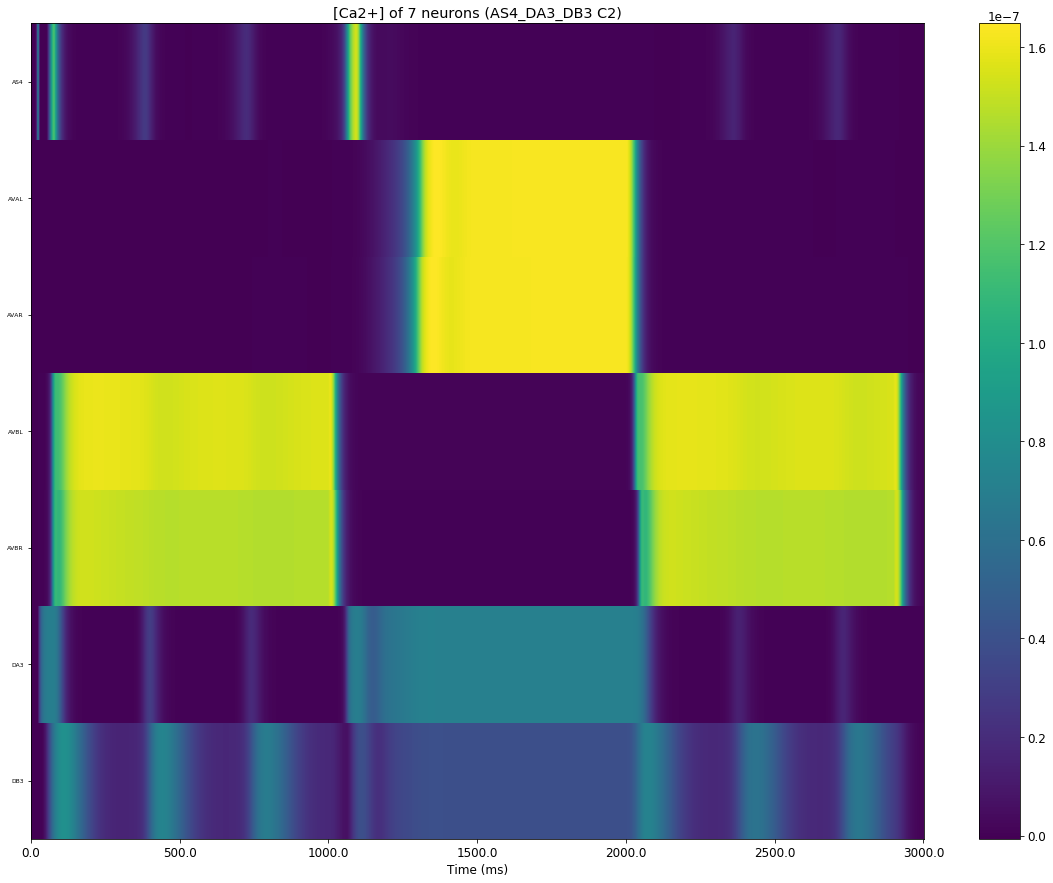 [Ca2+] of 7 neurons (AS4_DA3_DB3 C2)
1e−7
AS4
AVAL
AVAR
AVBL
AVBR
DA3
DB3
1.6
1.4
1.2
1.0
0.8
0.6
0.4
0.2
0.0
0.0 500.0 1000.0 1500.0 2000.0 2500.0 3000.0
Time (ms)